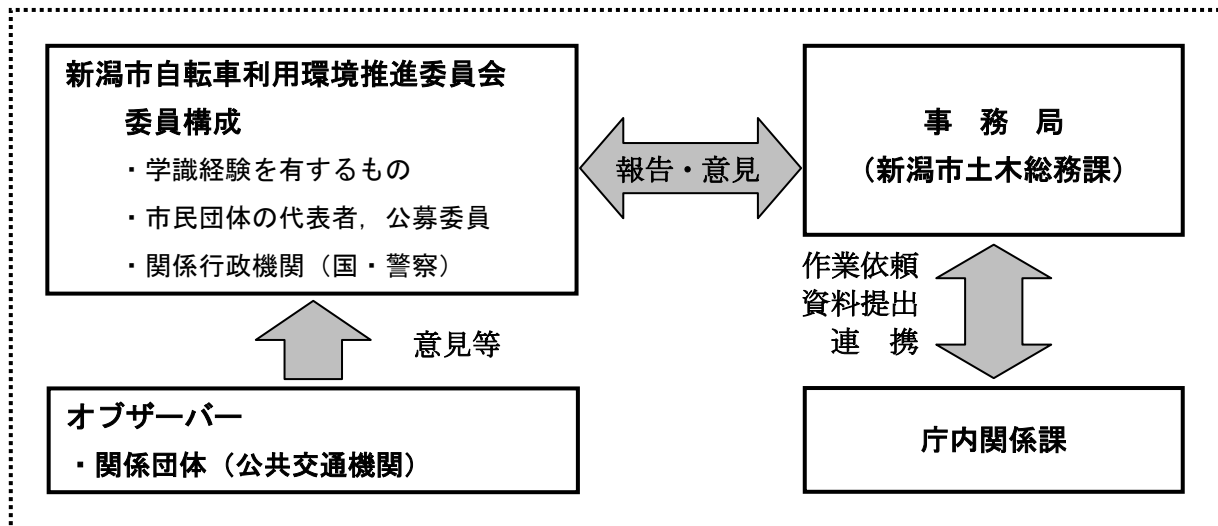 新潟市自転車利用環境推進委員会
委員構成
・学識経験を有するもの
・市民団体の代表者，公募委員
・関係行政機関（国・警察）
報告・意見
事　務　局
（新潟市土木総務課）
意見等
作業依頼
資料提出
連　携
オブザーバー
・関係団体（公共交通機関）
庁内関係課